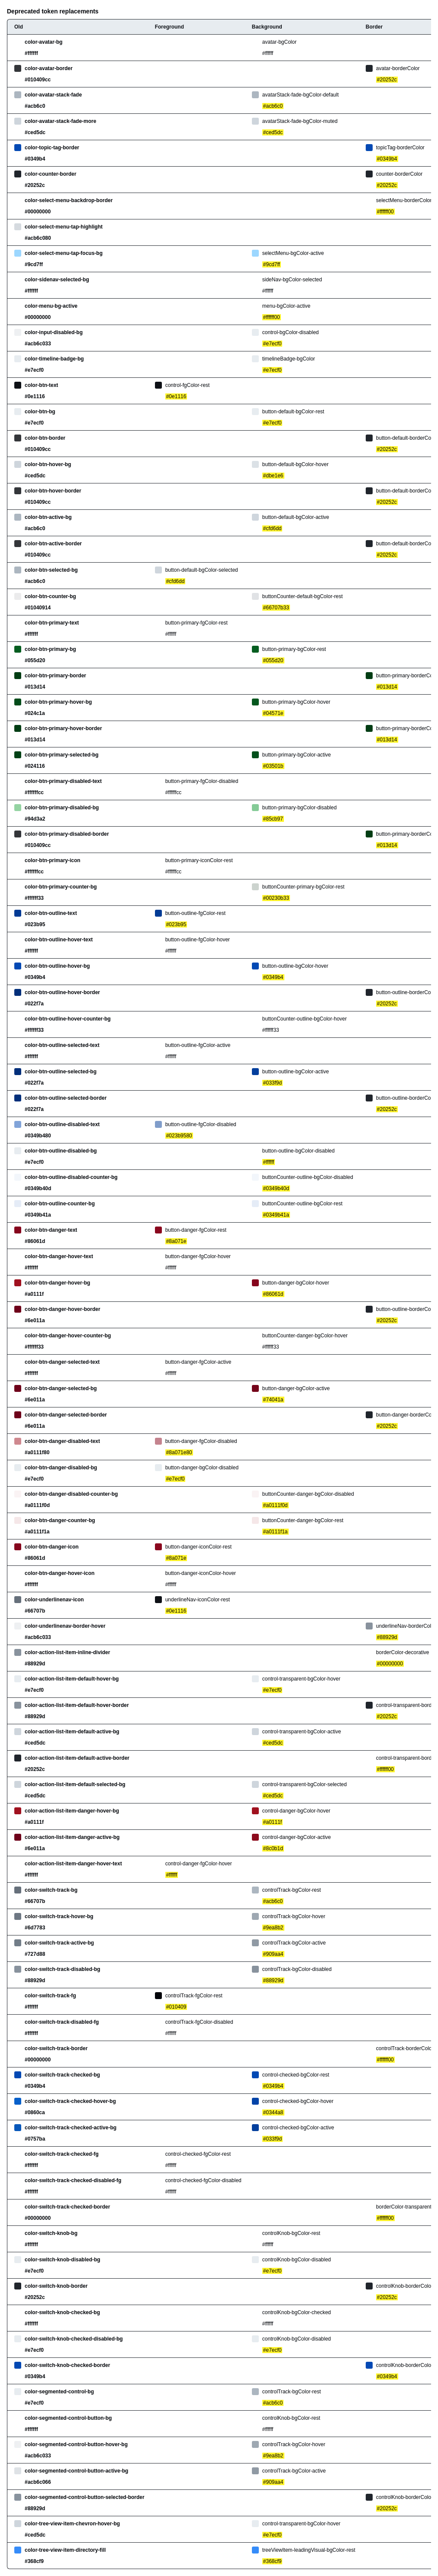 Deprecated token replacements
Old Foreground Background Border
color-avatar-bg avatar-bgColor
#ffffff #ffffff
color-avatar-border avatar-borderColor
#010409cc #20252c
color-avatar-stack-fade avatarStack-fade-bgColor-default
#acb6c0 #acb6c0
color-avatar-stack-fade-more avatarStack-fade-bgColor-muted
#ced5dc #ced5dc
color-topic-tag-border topicTag-borderColor
#0349b4 #0349b4
color-counter-border counter-borderColor
#20252c #20252c
color-select-menu-backdrop-border selectMenu-borderColor
#00000000 #ffffff00
color-select-menu-tap-highlight
#acb6c080
color-select-menu-tap-focus-bg selectMenu-bgColor-active
#9cd7ff #9cd7ff
color-sidenav-selected-bg sideNav-bgColor-selected
#ffffff #ffffff
color-menu-bg-active menu-bgColor-active
#00000000 #ffffff00
color-input-disabled-bg control-bgColor-disabled
#acb6c033 #e7ecf0
color-timeline-badge-bg timelineBadge-bgColor
#e7ecf0 #e7ecf0
color-btn-text control-fgColor-rest
#0e1116 #0e1116
color-btn-bg button-default-bgColor-rest
#e7ecf0 #e7ecf0
color-btn-border button-default-borderCo
#010409cc #20252c
color-btn-hover-bg button-default-bgColor-hover
#ced5dc #dbe1e6
color-btn-hover-border button-default-borderCo
#010409cc #20252c
color-btn-active-bg button-default-bgColor-active
#acb6c0 #cfd6dd
color-btn-active-border button-default-borderCo
#010409cc #20252c
color-btn-selected-bg button-default-bgColor-selected
#acb6c0 #cfd6dd
color-btn-counter-bg buttonCounter-default-bgColor-rest
#01040914 #66707b33
color-btn-primary-text button-primary-fgColor-rest
#ffffff #ffffff
color-btn-primary-bg button-primary-bgColor-rest
#055d20 #055d20
color-btn-primary-border button-primary-borderCo
#013d14 #013d14
color-btn-primary-hover-bg button-primary-bgColor-hover
#024c1a #04571e
color-btn-primary-hover-border button-primary-borderCo
#013d14 #013d14
color-btn-primary-selected-bg button-primary-bgColor-active
#024116 #03501b
color-btn-primary-disabled-text button-primary-fgColor-disabled
#ffffffcc #ffffffcc
color-btn-primary-disabled-bg button-primary-bgColor-disabled
#94d3a2 #85cb97
color-btn-primary-disabled-border button-primary-borderCo
#010409cc #013d14
color-btn-primary-icon button-primary-iconColor-rest
#ffffffcc #ffffffcc
color-btn-primary-counter-bg buttonCounter-primary-bgColor-rest
#ffffff33 #00230b33
color-btn-outline-text button-outline-fgColor-rest
#023b95 #023b95
color-btn-outline-hover-text button-outline-fgColor-hover
#ffffff #ffffff
color-btn-outline-hover-bg button-outline-bgColor-hover
#0349b4 #0349b4
color-btn-outline-hover-border button-outline-borderCo
#022f7a #20252c
color-btn-outline-hover-counter-bg buttonCounter-outline-bgColor-hover
#ffffff33 #ffffff33
color-btn-outline-selected-text button-outline-fgColor-active
#ffffff #ffffff
color-btn-outline-selected-bg button-outline-bgColor-active
#022f7a #033f9d
color-btn-outline-selected-border button-outline-borderCo
#022f7a #20252c
color-btn-outline-disabled-text button-outline-fgColor-disabled
#0349b480 #023b9580
color-btn-outline-disabled-bg button-outline-bgColor-disabled
#e7ecf0 #ffffff
color-btn-outline-disabled-counter-bg buttonCounter-outline-bgColor-disabled
#0349b40d #0349b40d
color-btn-outline-counter-bg buttonCounter-outline-bgColor-rest
#0349b41a #0349b41a
color-btn-danger-text button-danger-fgColor-rest
#86061d #8a071e
color-btn-danger-hover-text button-danger-fgColor-hover
#ffffff #ffffff
color-btn-danger-hover-bg button-danger-bgColor-hover
#a0111f #86061d
color-btn-danger-hover-border button-outline-borderCo
#6e011a #20252c
color-btn-danger-hover-counter-bg buttonCounter-danger-bgColor-hover
#ffffff33 #ffffff33
color-btn-danger-selected-text button-danger-fgColor-active
#ffffff #ffffff
color-btn-danger-selected-bg button-danger-bgColor-active
#6e011a #74041a
color-btn-danger-selected-border button-danger-borderCo
#6e011a #20252c
color-btn-danger-disabled-text button-danger-fgColor-disabled
#a0111f80 #8a071e80
color-btn-danger-disabled-bg button-danger-bgColor-disabled
#e7ecf0 #e7ecf0
color-btn-danger-disabled-counter-bg buttonCounter-danger-bgColor-disabled
#a0111f0d #a0111f0d
color-btn-danger-counter-bg buttonCounter-danger-bgColor-rest
#a0111f1a #a0111f1a
color-btn-danger-icon button-danger-iconColor-rest
#86061d #8a071e
color-btn-danger-hover-icon button-danger-iconColor-hover
#ffffff #ffffff
color-underlinenav-icon underlineNav-iconColor-rest
#66707b #0e1116
color-underlinenav-border-hover underlineNav-borderCol
#acb6c033 #88929d
color-action-list-item-inline-divider borderColor-decorative
#88929d #00000000
color-action-list-item-default-hover-bg control-transparent-bgColor-hover
#e7ecf0 #e7ecf0
color-action-list-item-default-hover-border control-transparent-bord
#88929d #20252c
color-action-list-item-default-active-bg control-transparent-bgColor-active
#ced5dc #ced5dc
color-action-list-item-default-active-border control-transparent-bord
#20252c #ffffff00
color-action-list-item-default-selected-bg control-transparent-bgColor-selected
#ced5dc #ced5dc
color-action-list-item-danger-hover-bg control-danger-bgColor-hover
#a0111f #a0111f
color-action-list-item-danger-active-bg control-danger-bgColor-active
#6e011a #8c0b1d
color-action-list-item-danger-hover-text control-danger-fgColor-hover
#ffffff #ffffff
color-switch-track-bg controlTrack-bgColor-rest
#66707b #acb6c0
color-switch-track-hover-bg controlTrack-bgColor-hover
#6d7783 #9ea8b2
color-switch-track-active-bg controlTrack-bgColor-active
#727d88 #909aa4
color-switch-track-disabled-bg controlTrack-bgColor-disabled
#88929d #88929d
color-switch-track-fg controlTrack-fgColor-rest
#ffffff #010409
color-switch-track-disabled-fg controlTrack-fgColor-disabled
#ffffff #ffffff
color-switch-track-border controlTrack-borderColo
#00000000 #ffffff00
color-switch-track-checked-bg control-checked-bgColor-rest
#0349b4 #0349b4
color-switch-track-checked-hover-bg control-checked-bgColor-hover
#0860ca #0344a8
color-switch-track-checked-active-bg control-checked-bgColor-active
#0757ba #033f9d
color-switch-track-checked-fg control-checked-fgColor-rest
#ffffff #ffffff
color-switch-track-checked-disabled-fg control-checked-fgColor-disabled
#ffffff #ffffff
color-switch-track-checked-border borderColor-transparent
#00000000 #ffffff00
color-switch-knob-bg controlKnob-bgColor-rest
#ffffff #ffffff
color-switch-knob-disabled-bg controlKnob-bgColor-disabled
#e7ecf0 #e7ecf0
color-switch-knob-border controlKnob-borderColo
#20252c #20252c
color-switch-knob-checked-bg controlKnob-bgColor-checked
#ffffff #ffffff
color-switch-knob-checked-disabled-bg controlKnob-bgColor-disabled
#e7ecf0 #e7ecf0
color-switch-knob-checked-border controlKnob-borderColo
#0349b4 #0349b4
color-segmented-control-bg controlTrack-bgColor-rest
#e7ecf0 #acb6c0
color-segmented-control-button-bg controlKnob-bgColor-rest
#ffffff #ffffff
color-segmented-control-button-hover-bg controlTrack-bgColor-hover
#acb6c033 #9ea8b2
color-segmented-control-button-active-bg controlTrack-bgColor-active
#acb6c066 #909aa4
color-segmented-control-button-selected-border controlKnob-borderColo
#88929d #20252c
color-tree-view-item-chevron-hover-bg control-transparent-bgColor-hover
#ced5dc #e7ecf0
color-tree-view-item-directory-fill treeViewItem-leadingVisual-bgColor-rest
#368cf9 #368cf9